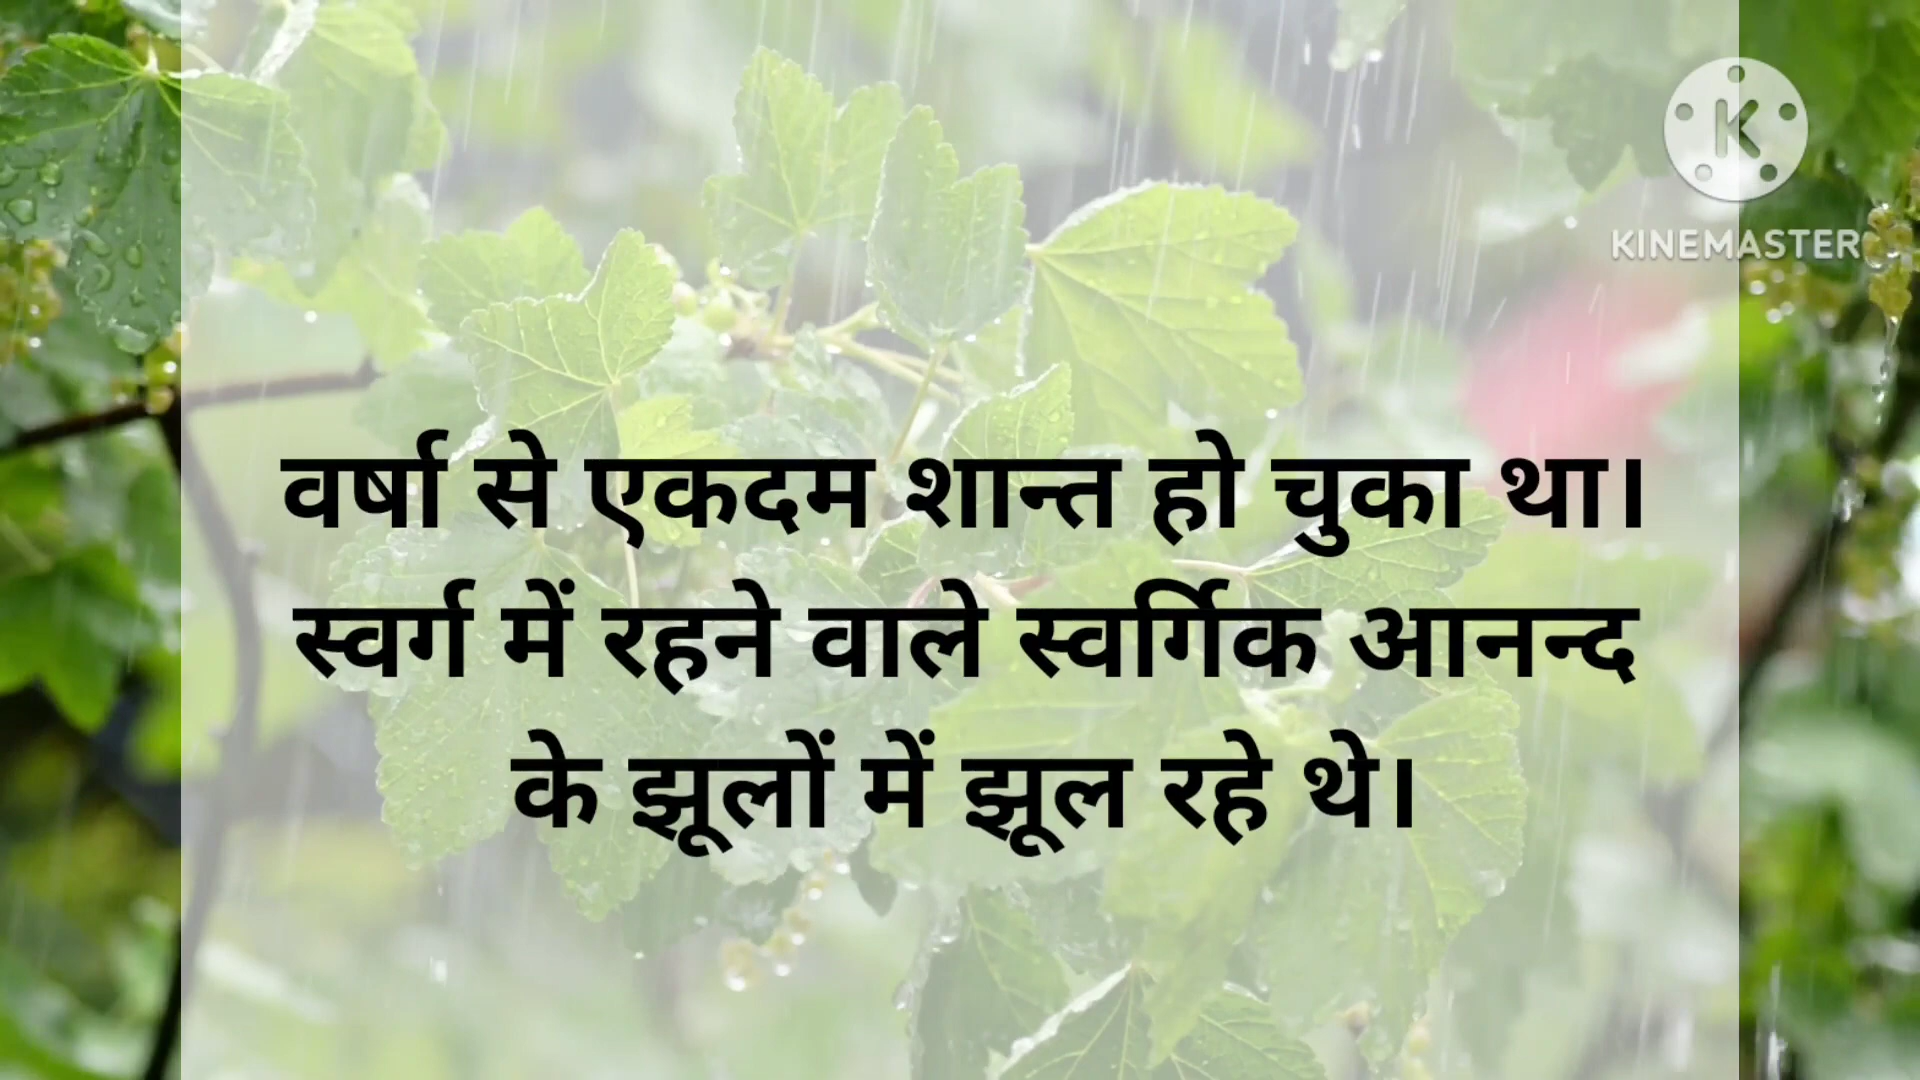 KINEMASTER
वर्षा से एकदम शान्त हो चुका था।
स्वर्ग में रहने वाले स्वर्गिक आनन्द
के झूलों में झूल रहे थे।